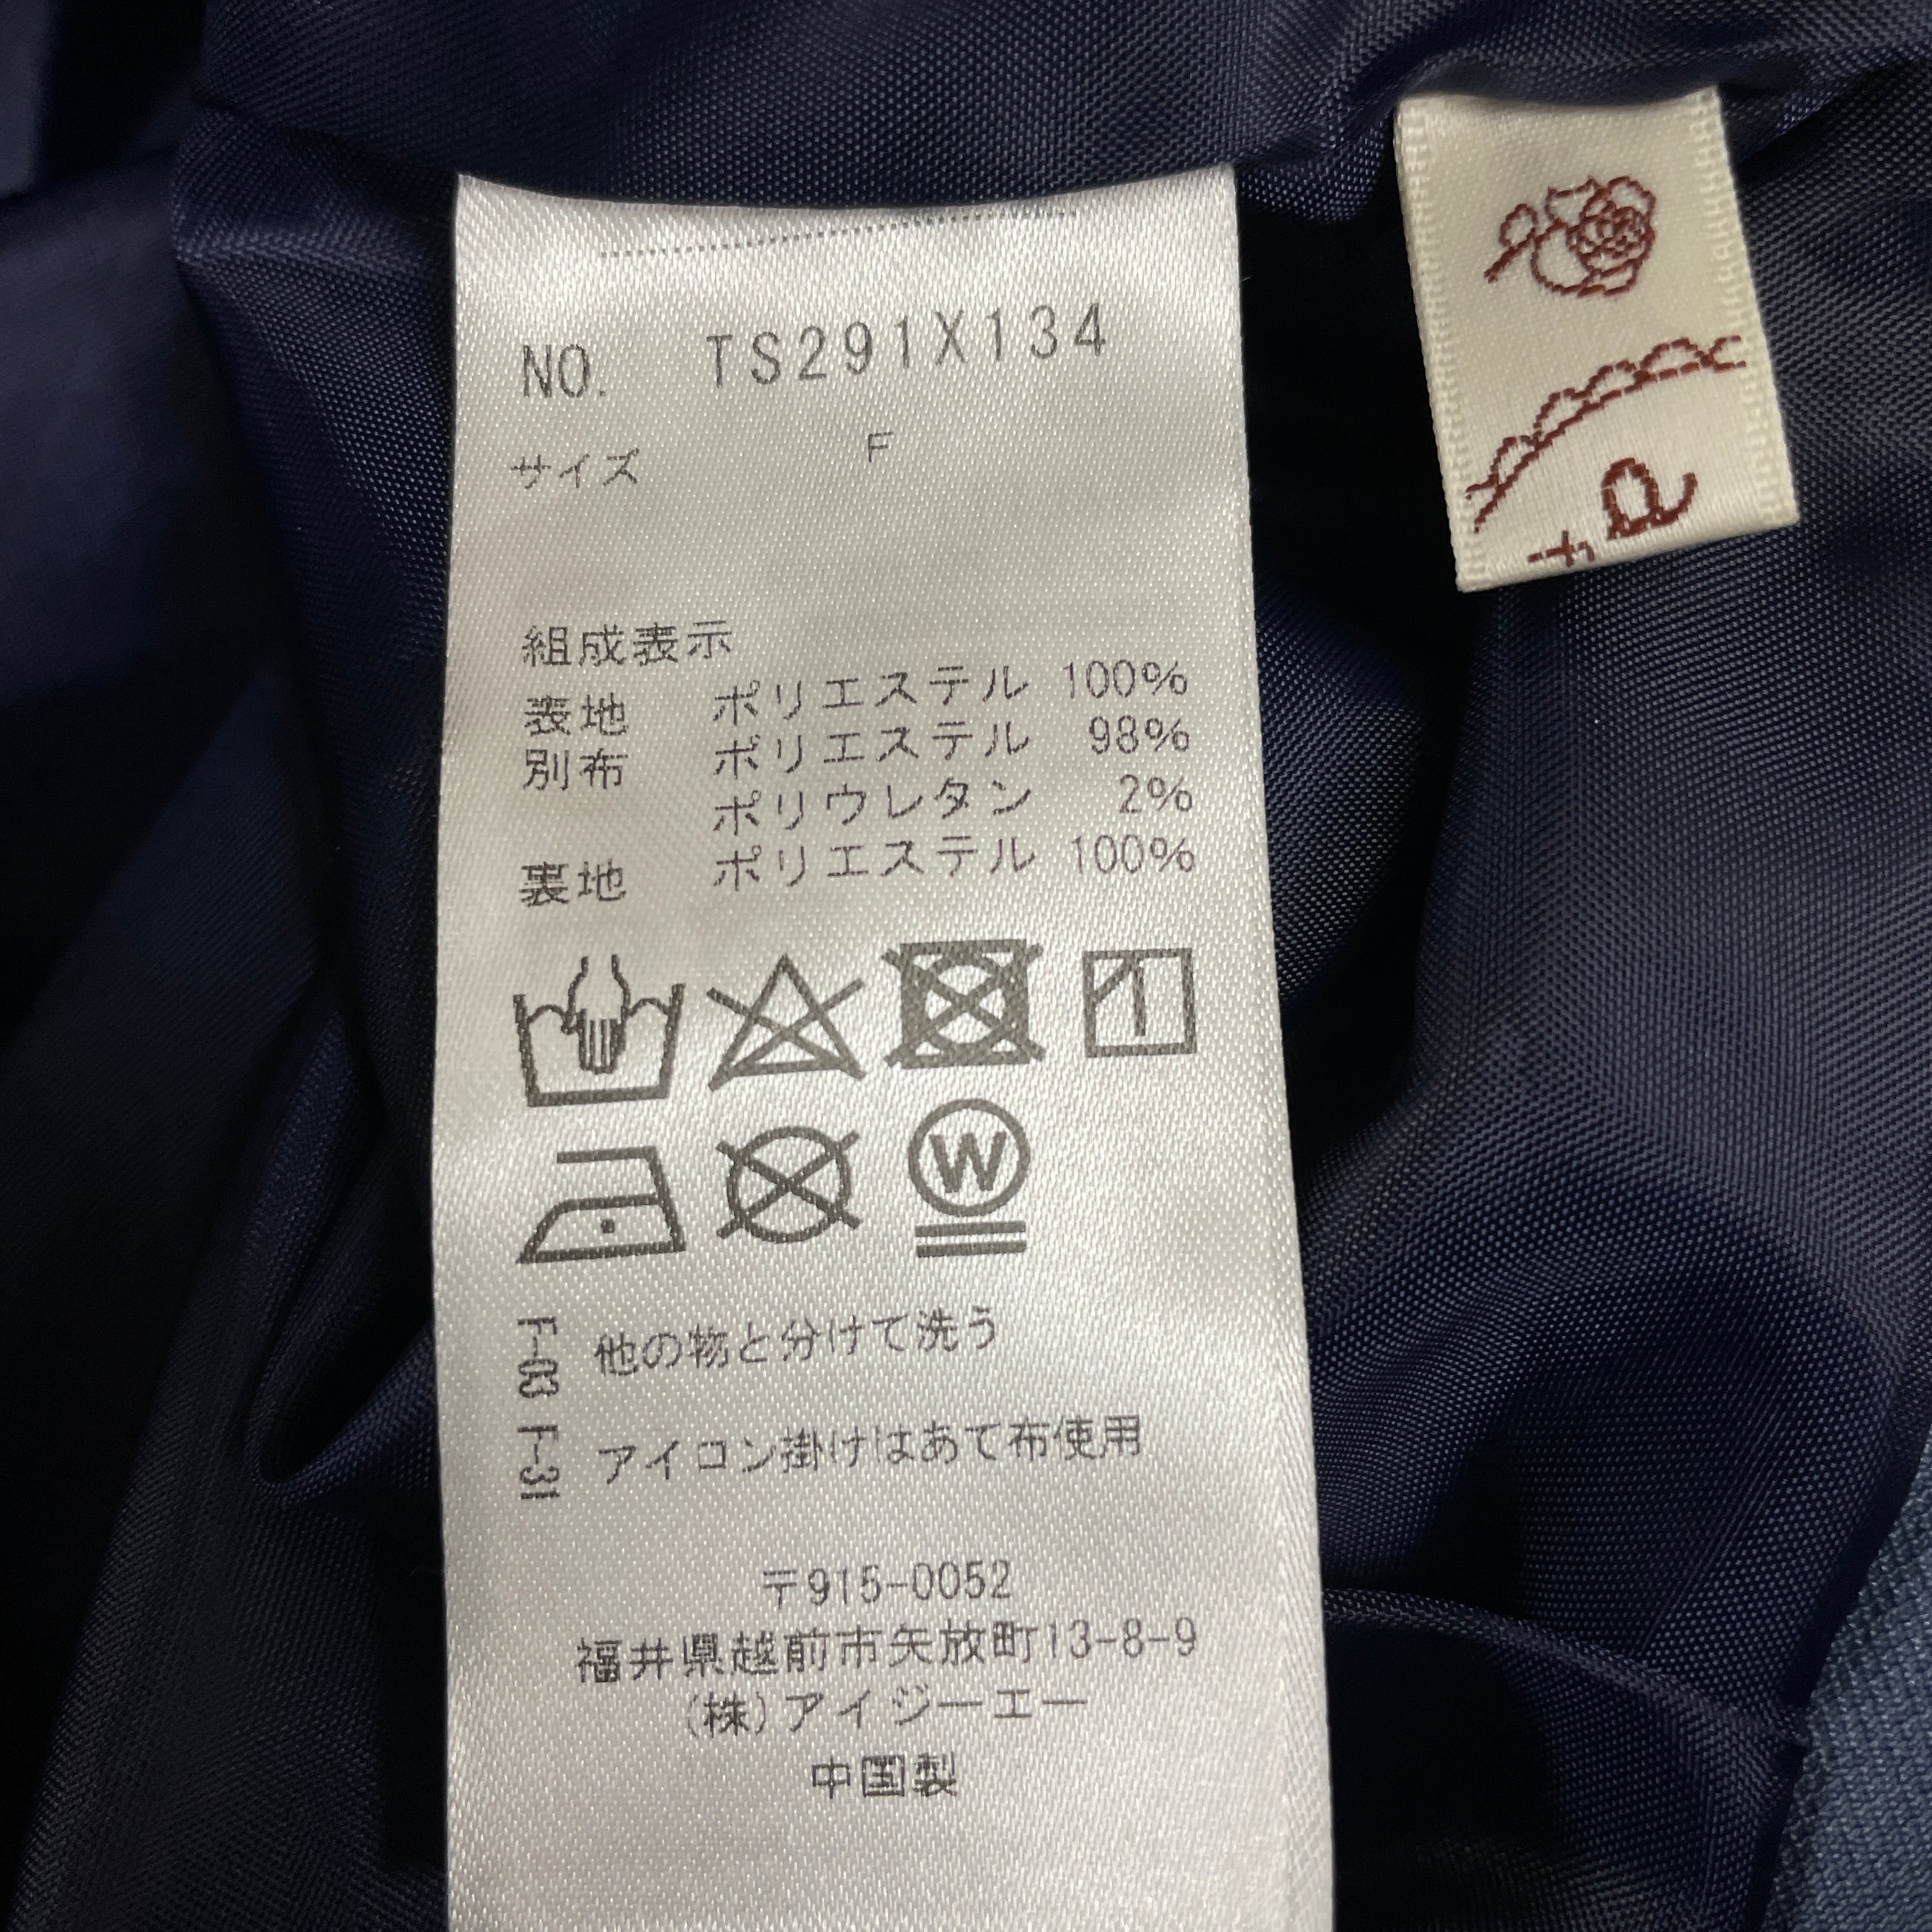 NO. TS291X134
サイズ F
組成表示
表地 ポリエステル 100%
別布 ポリエステル 98%
ポリウレタン 2%
裏地 ポリエステル 100%
W
F-03 他の物と分けて洗う
F-31 アイロン掛けはあて布使用
〒915-0052
福井県越前市矢放町13-8-9
(株)アイジーエー
中国製